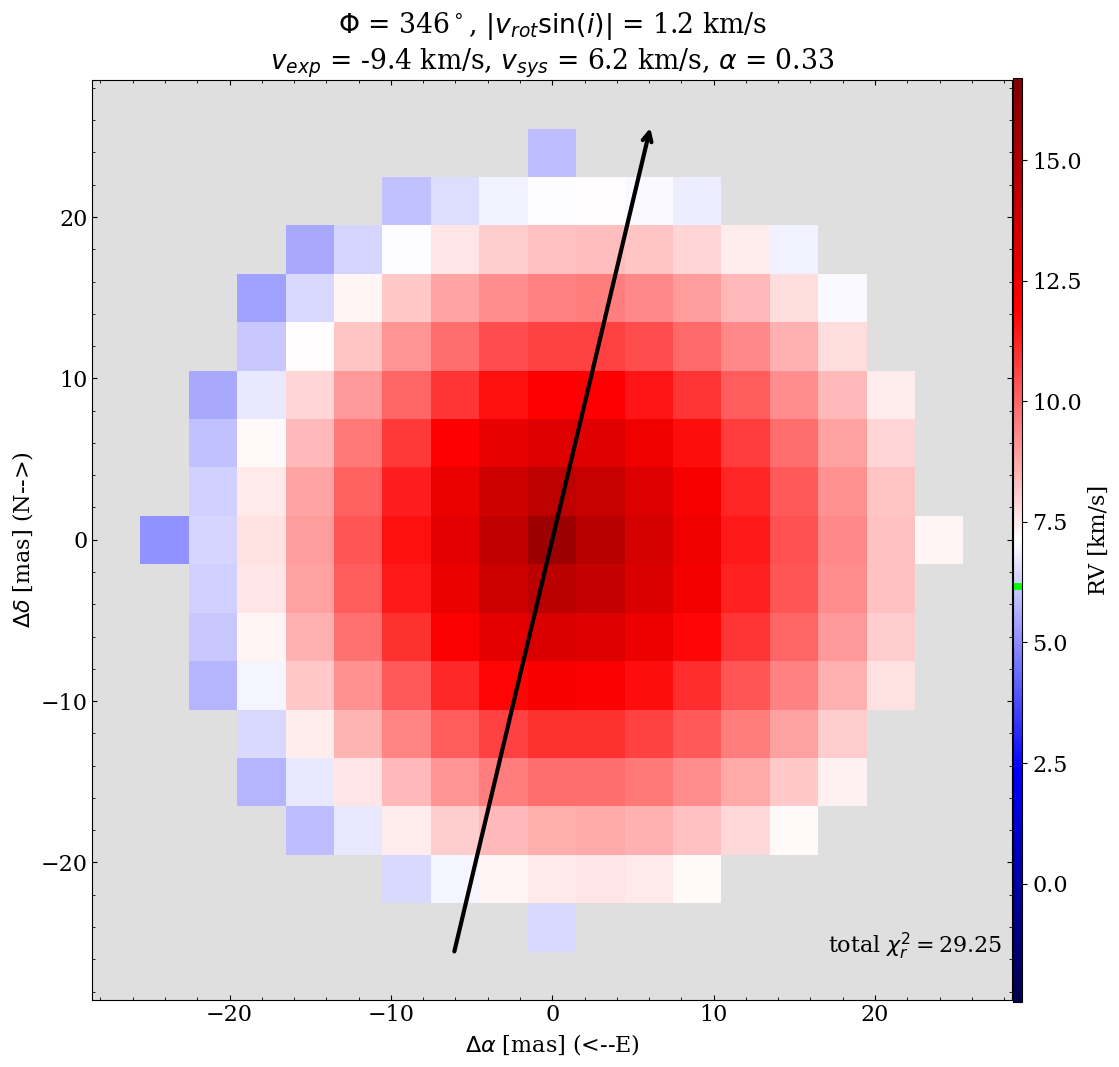 Φ = 346°, |v_rot sin(i)| = 1.2 km/s
v_exp = -9.4 km/s, v_sys = 6.2 km/s, α = 0.33
20
10
0
−10
−20
Δδ [mas] (N-->)
−20
−10
0
10
20
Δα [mas] (<--E)
total χ_r^2 = 29.25
15.0
12.5
10.0
7.5
5.0
2.5
0.0
RV [km/s]